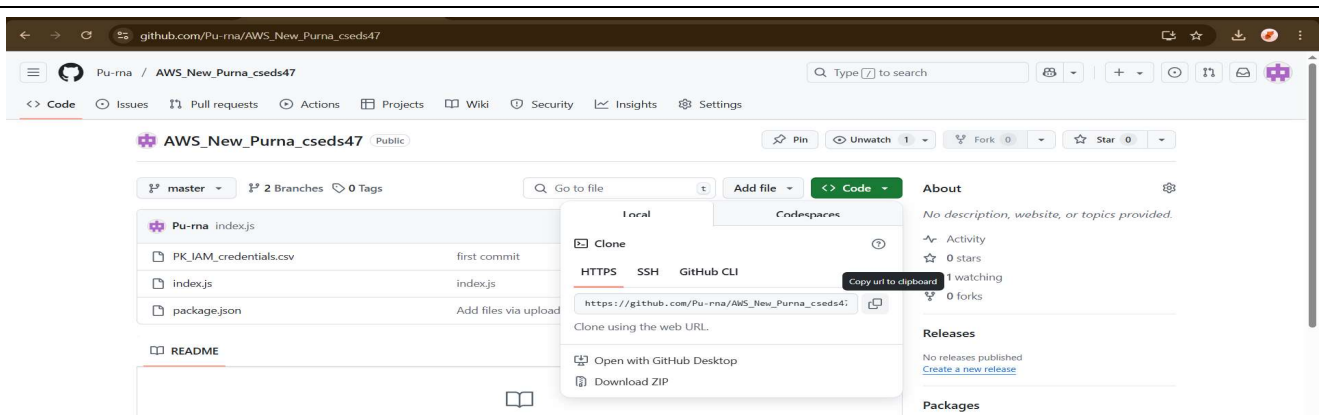 github.com/Pu-rna/AWS_New_Purna_cseds47
Pu-rna / AWS_New_Purna_cseds47
Type / to search
Code Issues Pull requests Actions Projects Wiki Security Insights Settings
AWS_New_Purna_cseds47 Public
Pin Unwatch 1 Fork 0 Star 0
master 2 Branches 0 Tags
Go to file t
Add file
Code
About
Local Codespaces
No description, website, or topics provided.
Pu-rna index.js
Clone
Activity
PK_IAM_credentials.csv first commit
0 stars
HTTPS SSH GitHub CLI
Copy url to clipboard
1 watching
index.js index.js
https://github.com/Pu-rna/AWS_New_Purna_cseds47
0 forks
package.json Add files via upload
Clone using the web URL.
Releases
README
Open with GitHub Desktop
No releases published
Create a new release
Download ZIP
Packages